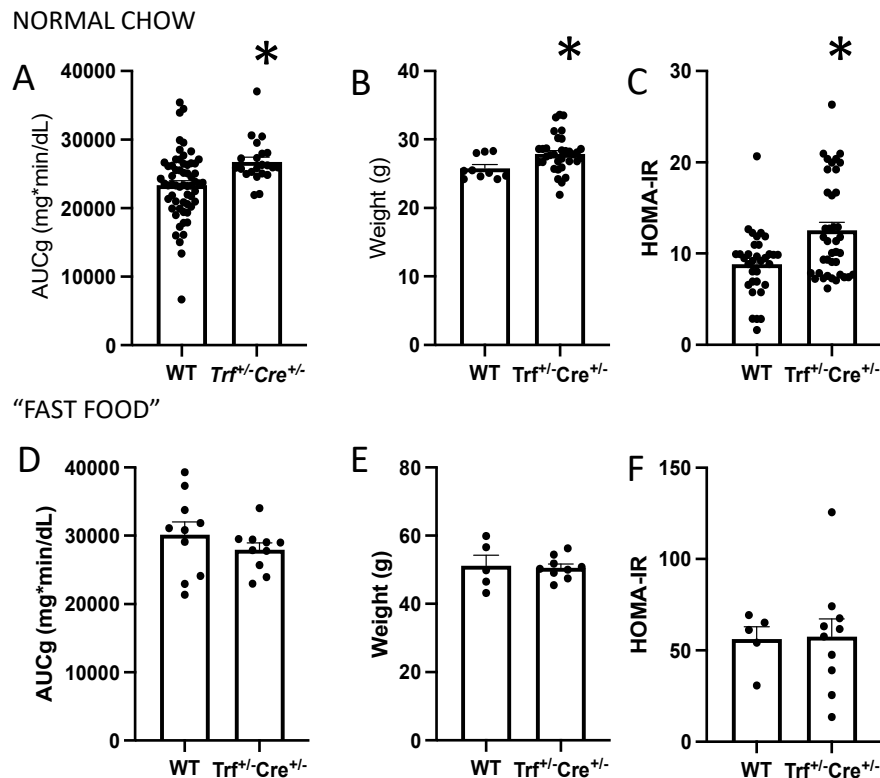 NORMAL CHOW
A
*
40000
30000
20000
10000
0
AUCg (mg*min/dL)
WT
Trf+/-Cre+/-
B
*
40
30
20
10
0
Weight (g)
WT
Trf+/-Cre+/-
C
*
30
20
10
0
HOMA-IR
WT
Trf+/-Cre+/-
“FAST FOOD”
D
40000
30000
20000
10000
0
AUCg (mg*min/dL)
WT
Trf+/-Cre+/-
E
80
60
40
20
0
Weight (g)
WT
Trf+/-Cre+/-
F
150
100
50
0
HOMA-IR
WT
Trf+/-Cre+/-